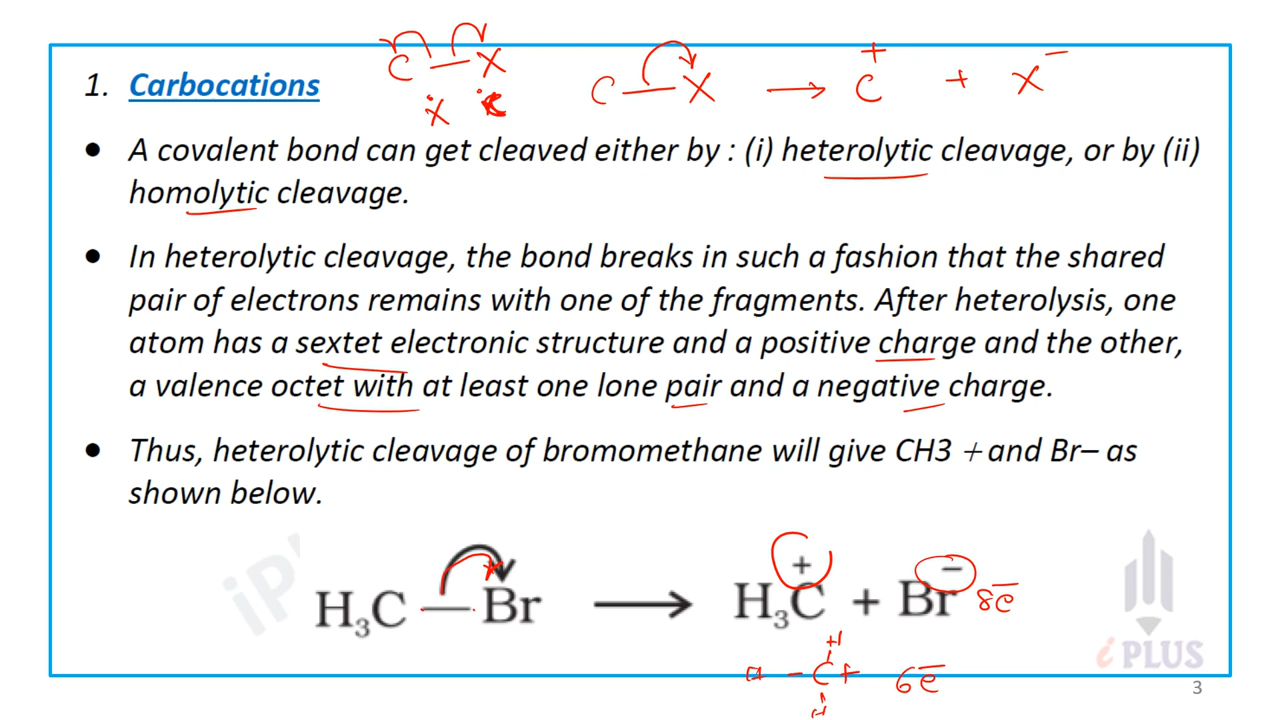 C — X
C — X → C+ + X−
1. Carbocations
● A covalent bond can get cleaved either by : (i) heterolytic cleavage, or by (ii)
homolytic cleavage.
● In heterolytic cleavage, the bond breaks in such a fashion that the shared
pair of electrons remains with one of the fragments. After heterolysis, one
atom has a sextet electronic structure and a positive charge and the other,
a valence octet with at least one lone pair and a negative charge.
● Thus, heterolytic cleavage of bromomethane will give CH3 + and Br– as
shown below.
H₃C — Br ⟶ H₃C⁺ + Br⁻ 8e−
6e−
iP
i PLUS
3